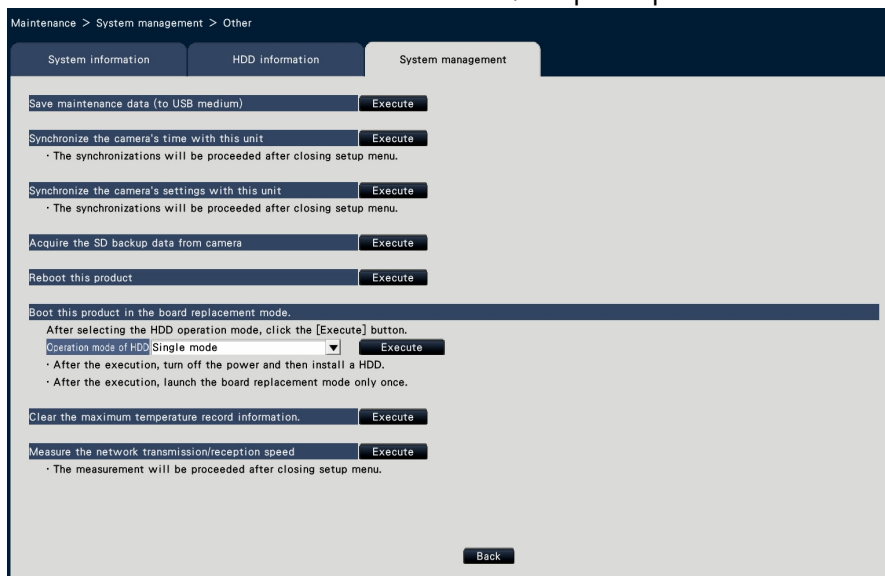 Maintenance > System management > Other
System information HDD information System management
Save maintenance data (to USB medium) Execute
Synchronize the camera's time with this unit Execute
· The synchronizations will be proceeded after closing setup menu.
Synchronize the camera's settings with this unit Execute
· The synchronizations will be proceeded after closing setup menu.
Acquire the SD backup data from camera Execute
Reboot this product Execute
Boot this product in the board replacement mode.
After selecting the HDD operation mode, click the [Execute] button.
Operation mode of HDD Single mode ▼ Execute
· After the execution, turn off the power and then install a HDD.
· After the execution, launch the board replacement mode only once.
Clear the maximum temperature record information. Execute
Measure the network transmission/reception speed Execute
· The measurement will be proceeded after closing setup menu.
Back